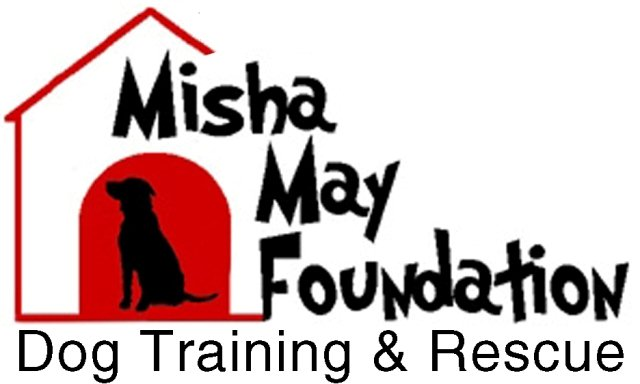 Misha
May
Foundation
Dog Training & Rescue